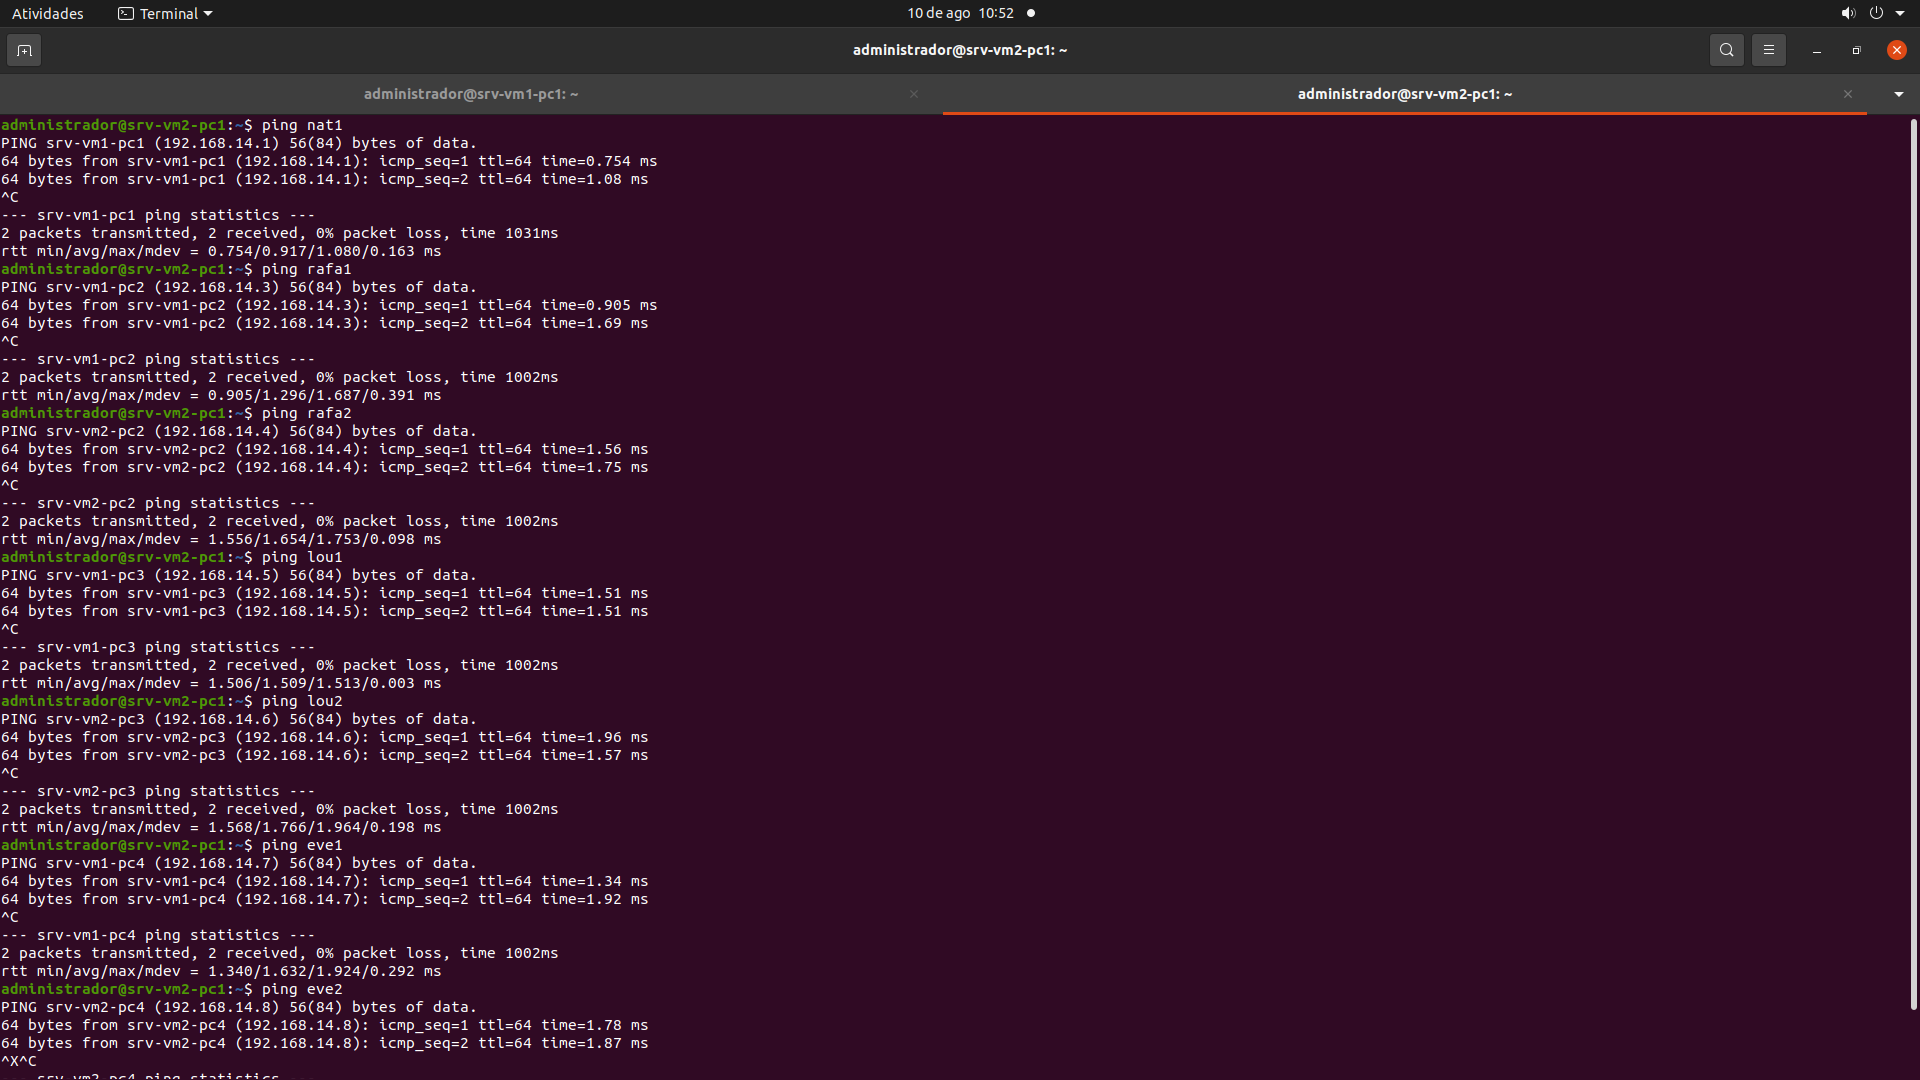 Atividades
Terminal
10 de ago 10:52
administrador@srv-vm2-pc1: ~
administrador@srv-vm1-pc1: ~
administrador@srv-vm2-pc1: ~
administrador@srv-vm2-pc1:~$ ping nat1
PING srv-vm1-pc1 (192.168.14.1) 56(84) bytes of data.
64 bytes from srv-vm1-pc1 (192.168.14.1): icmp_seq=1 ttl=64 time=0.754 ms
64 bytes from srv-vm1-pc1 (192.168.14.1): icmp_seq=2 ttl=64 time=1.08 ms
^C
--- srv-vm1-pc1 ping statistics ---
2 packets transmitted, 2 received, 0% packet loss, time 1031ms
rtt min/avg/max/mdev = 0.754/0.917/1.080/0.163 ms
administrador@srv-vm2-pc1:~$ ping rafa1
PING srv-vm1-pc2 (192.168.14.3) 56(84) bytes of data.
64 bytes from srv-vm1-pc2 (192.168.14.3): icmp_seq=1 ttl=64 time=0.905 ms
64 bytes from srv-vm1-pc2 (192.168.14.3): icmp_seq=2 ttl=64 time=1.69 ms
^C
--- srv-vm1-pc2 ping statistics ---
2 packets transmitted, 2 received, 0% packet loss, time 1002ms
rtt min/avg/max/mdev = 0.905/1.296/1.687/0.391 ms
administrador@srv-vm2-pc1:~$ ping rafa2
PING srv-vm2-pc2 (192.168.14.4) 56(84) bytes of data.
64 bytes from srv-vm2-pc2 (192.168.14.4): icmp_seq=1 ttl=64 time=1.56 ms
64 bytes from srv-vm2-pc2 (192.168.14.4): icmp_seq=2 ttl=64 time=1.75 ms
^C
--- srv-vm2-pc2 ping statistics ---
2 packets transmitted, 2 received, 0% packet loss, time 1002ms
rtt min/avg/max/mdev = 1.556/1.654/1.753/0.098 ms
administrador@srv-vm2-pc1:~$ ping lou1
PING srv-vm1-pc3 (192.168.14.5) 56(84) bytes of data.
64 bytes from srv-vm1-pc3 (192.168.14.5): icmp_seq=1 ttl=64 time=1.51 ms
64 bytes from srv-vm1-pc3 (192.168.14.5): icmp_seq=2 ttl=64 time=1.51 ms
^C
--- srv-vm1-pc3 ping statistics ---
2 packets transmitted, 2 received, 0% packet loss, time 1002ms
rtt min/avg/max/mdev = 1.506/1.509/1.513/0.003 ms
administrador@srv-vm2-pc1:~$ ping lou2
PING srv-vm2-pc3 (192.168.14.6) 56(84) bytes of data.
64 bytes from srv-vm2-pc3 (192.168.14.6): icmp_seq=1 ttl=64 time=1.96 ms
64 bytes from srv-vm2-pc3 (192.168.14.6): icmp_seq=2 ttl=64 time=1.57 ms
^C
--- srv-vm2-pc3 ping statistics ---
2 packets transmitted, 2 received, 0% packet loss, time 1002ms
rtt min/avg/max/mdev = 1.568/1.766/1.964/0.198 ms
administrador@srv-vm2-pc1:~$ ping eve1
PING srv-vm1-pc4 (192.168.14.7) 56(84) bytes of data.
64 bytes from srv-vm1-pc4 (192.168.14.7): icmp_seq=1 ttl=64 time=1.34 ms
64 bytes from srv-vm1-pc4 (192.168.14.7): icmp_seq=2 ttl=64 time=1.92 ms
^C
--- srv-vm1-pc4 ping statistics ---
2 packets transmitted, 2 received, 0% packet loss, time 1002ms
rtt min/avg/max/mdev = 1.340/1.632/1.924/0.292 ms
administrador@srv-vm2-pc1:~$ ping eve2
PING srv-vm2-pc4 (192.168.14.8) 56(84) bytes of data.
64 bytes from srv-vm2-pc4 (192.168.14.8): icmp_seq=1 ttl=64 time=1.78 ms
64 bytes from srv-vm2-pc4 (192.168.14.8): icmp_seq=2 ttl=64 time=1.87 ms
^X^C
--- srv-vm2-pc4 ping statistics ---